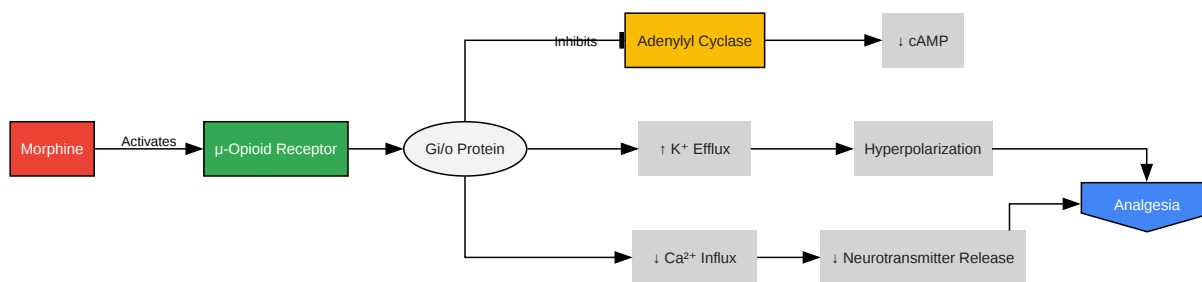 Inhibits
Adenylyl Cyclase
↓ cAMP
Morphine
Activates
μ-Opioid Receptor
Gi/o Protein
↑ K⁺ Efflux
Hyperpolarization
Analgesia
↓ Ca²⁺ Influx
↓ Neurotransmitter Release